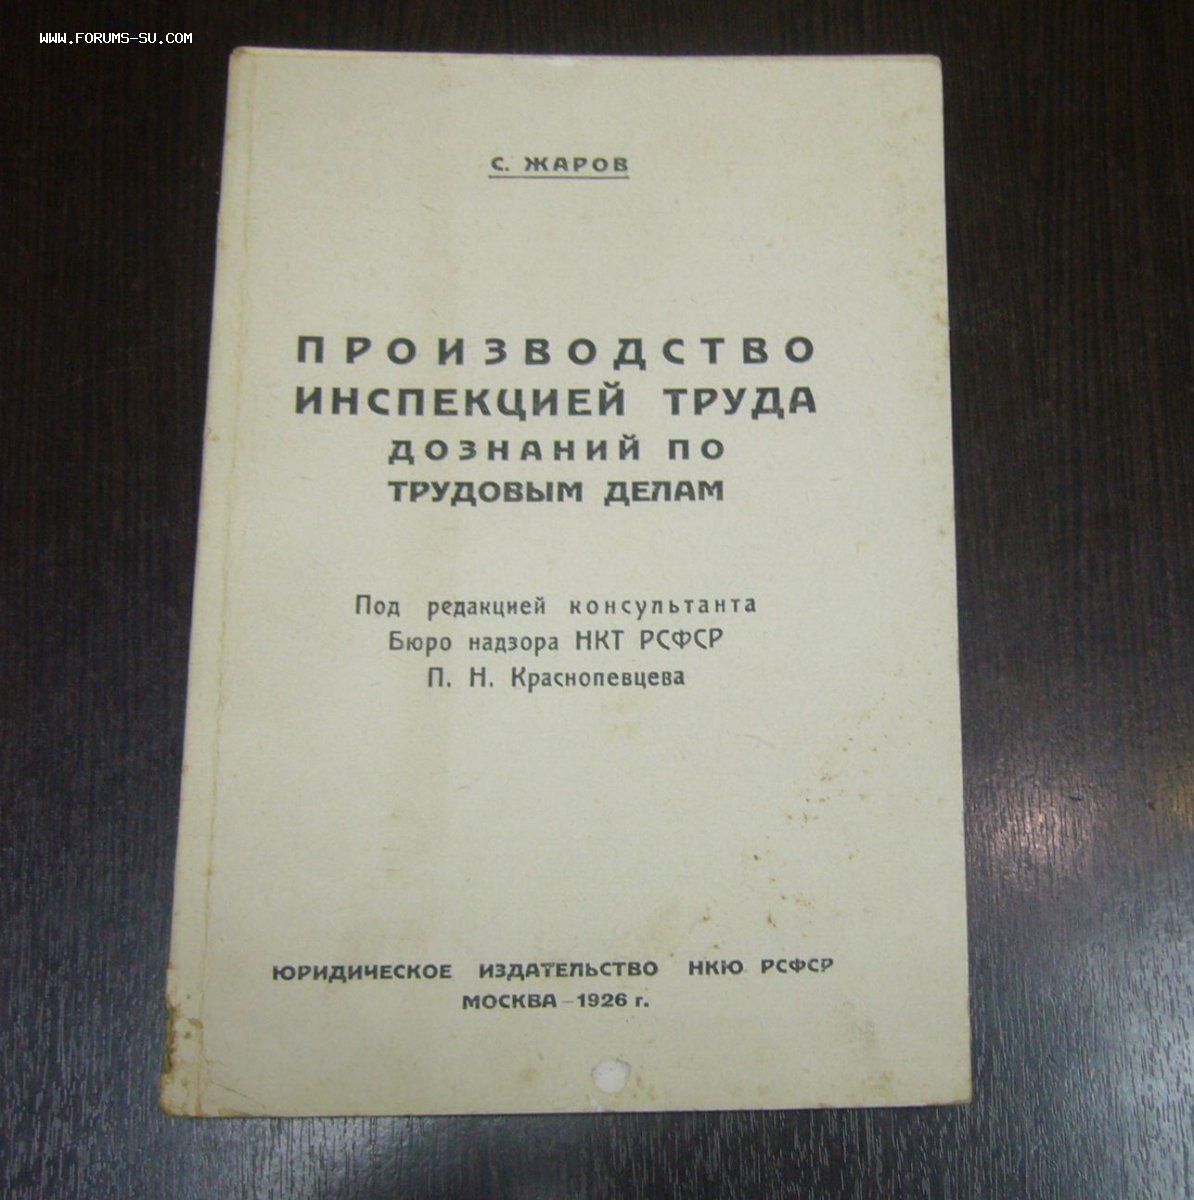 www.forums-su.com
С. ЖАРОВ
ПРОИЗВОДСТВО
ИНСПЕКЦИЕЙ ТРУДА
ДОЗНАНИЙ ПО
ТРУДОВЫМ ДЕЛАМ
Под редакцией консультанта
Бюро надзора НКТ РСФСР
П. Н. Краснопевцева
ЮРИДИЧЕСКОЕ ИЗДАТЕЛЬСТВО НКЮ РСФСР
МОСКВА – 1926 г.